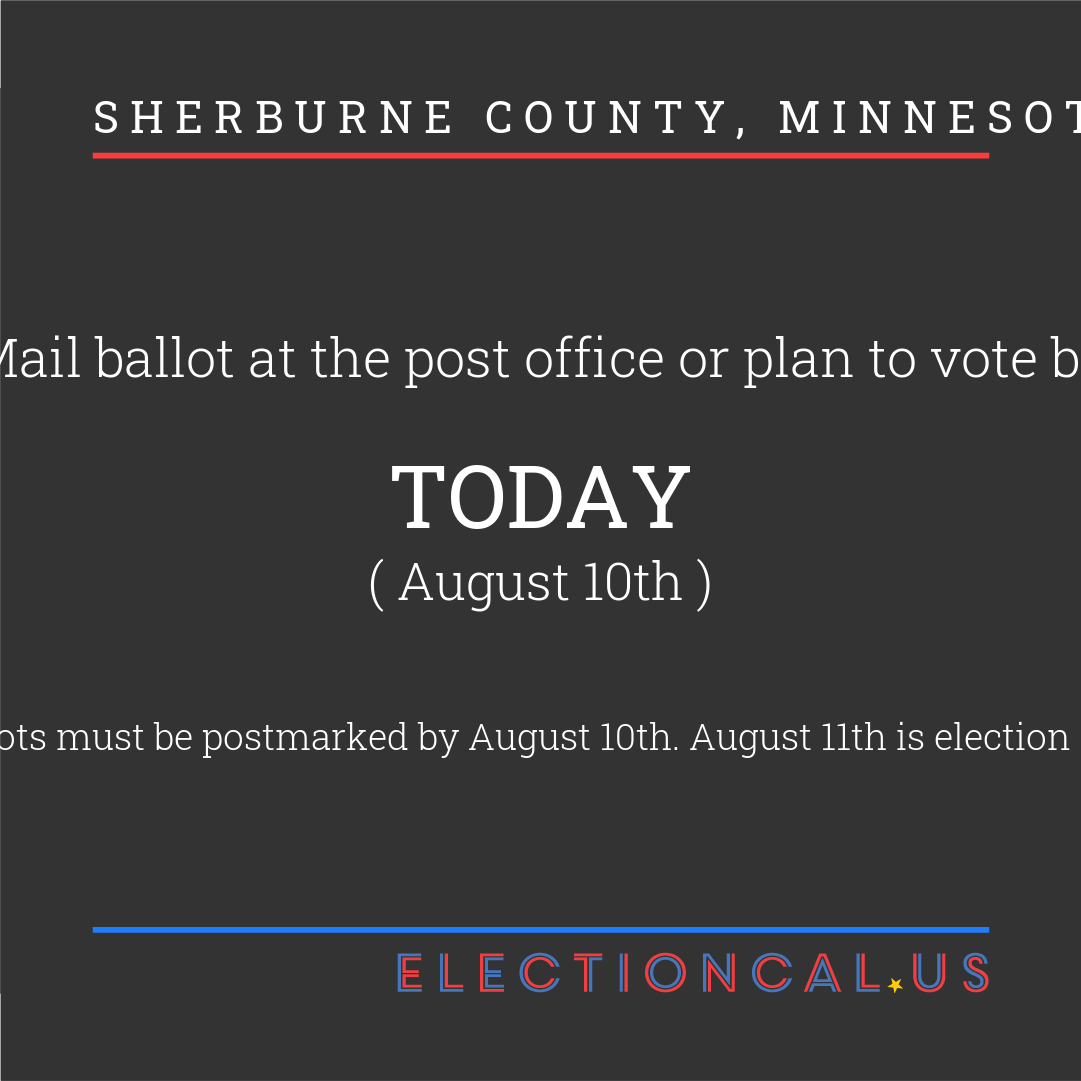 SHERBURNE COUNTY, MINNESOT
Mail ballot at the post office or plan to vote b
TODAY
( August 10th )
ots must be postmarked by August 10th. August 11th is election
ELECTIONCAL.US